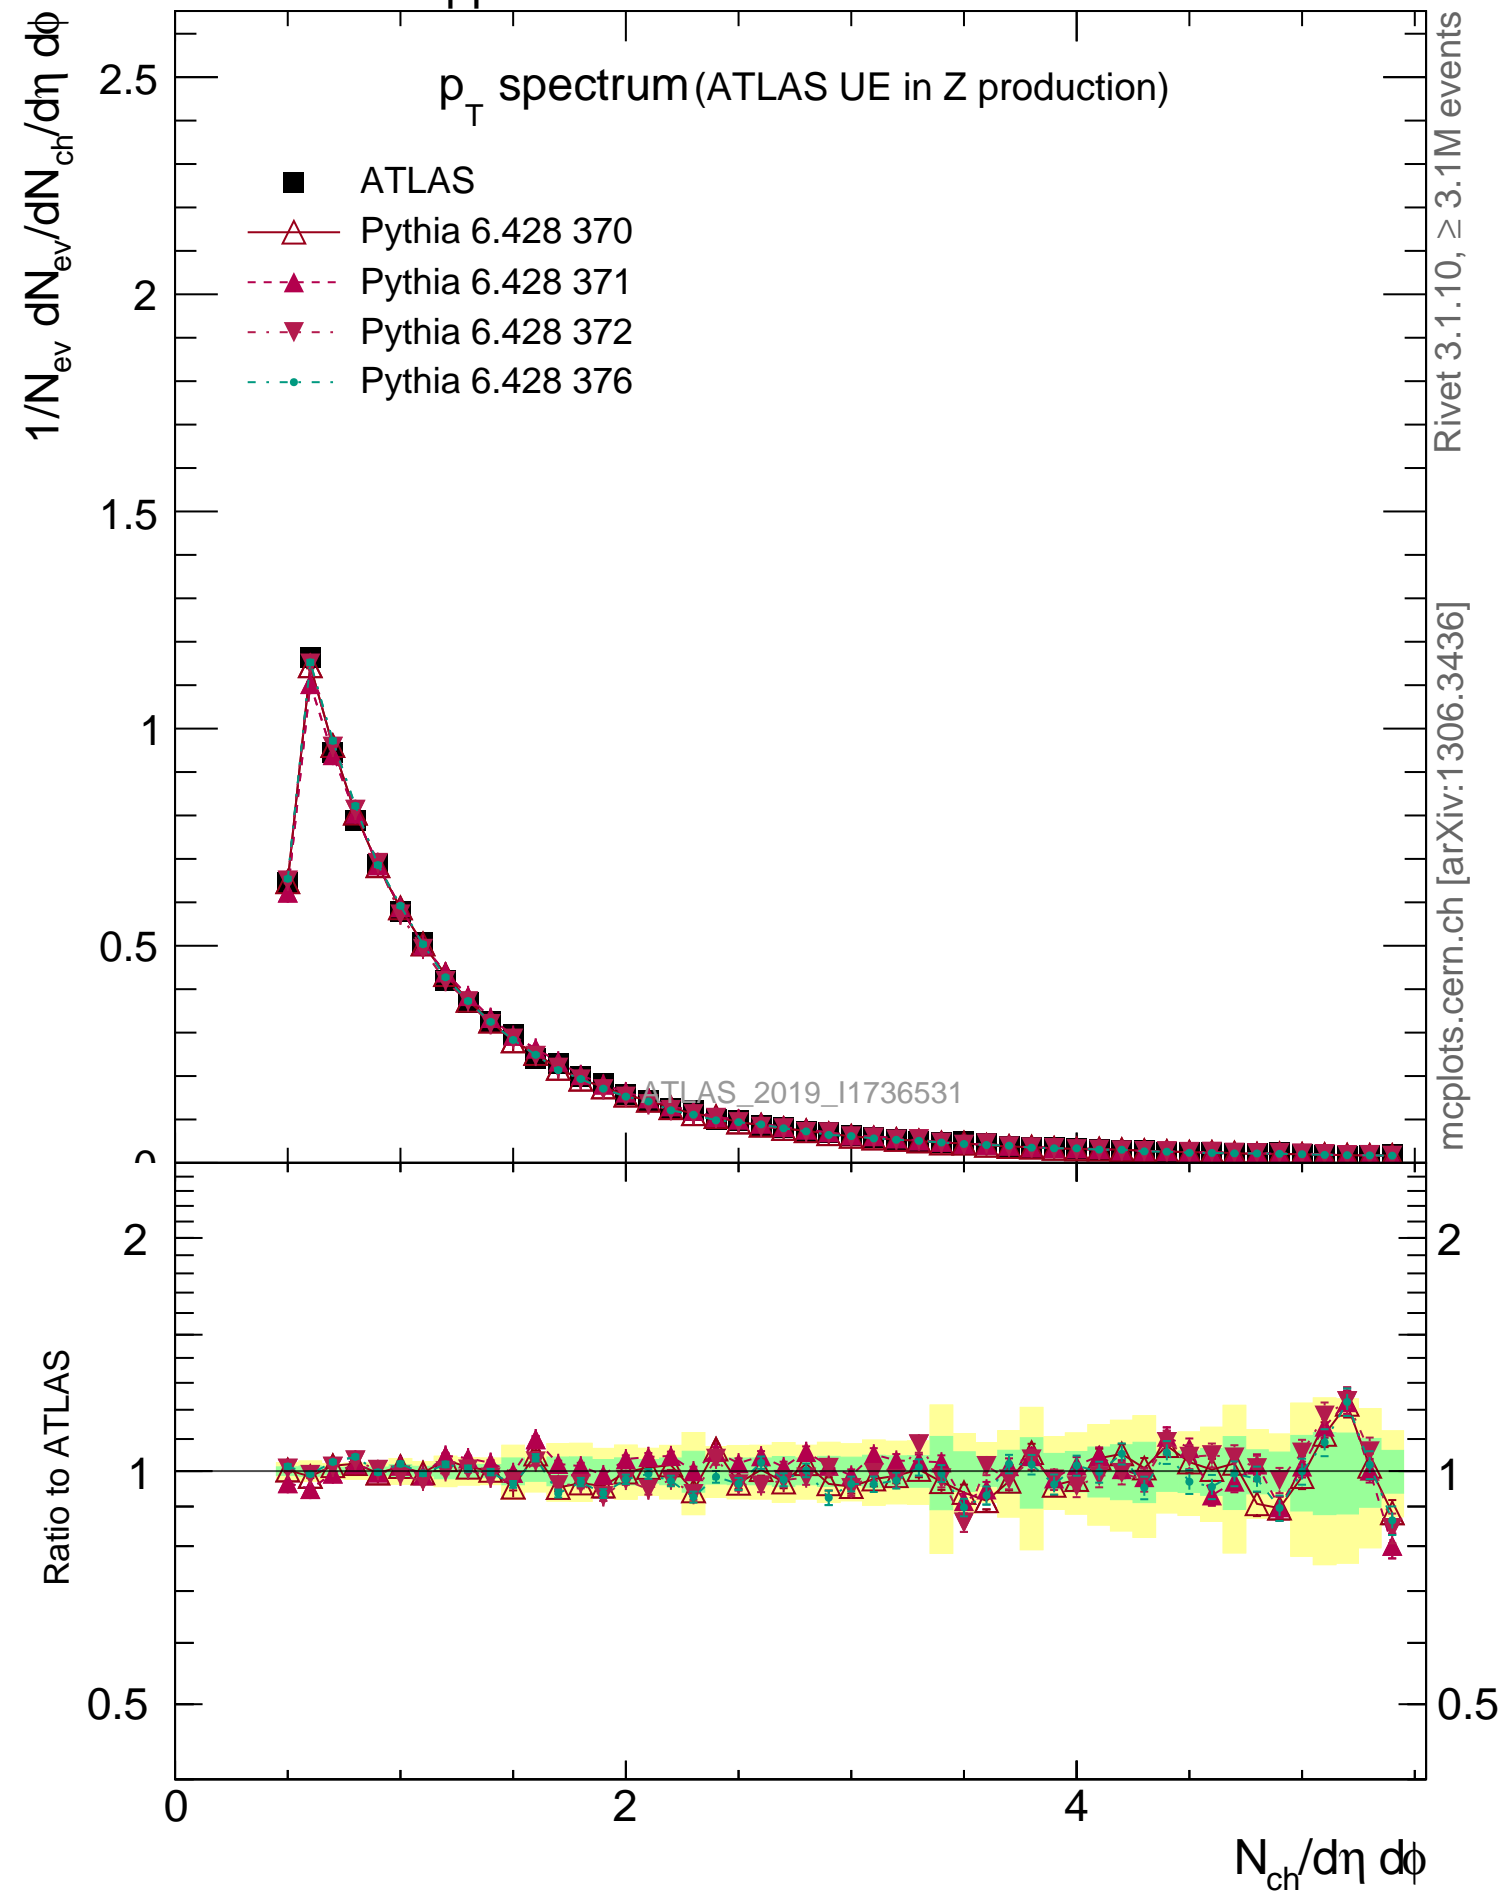 1/N_ev dN_ev/dN_ch/dη dϕ
p_T spectrum (ATLAS UE in Z production)
ATLAS
Pythia 6.428 370
Pythia 6.428 371
Pythia 6.428 372
Pythia 6.428 376
2.5
2
1.5
1
0.5
0
ATLAS_2019_I1736531
Rivet 3.1.10, ≥ 3.1M events
mcplots.cern.ch [arXiv:1306.3436]
Ratio to ATLAS
2
1
0.5
2
1
0.5
0
2
4
N_ch/dη dϕ